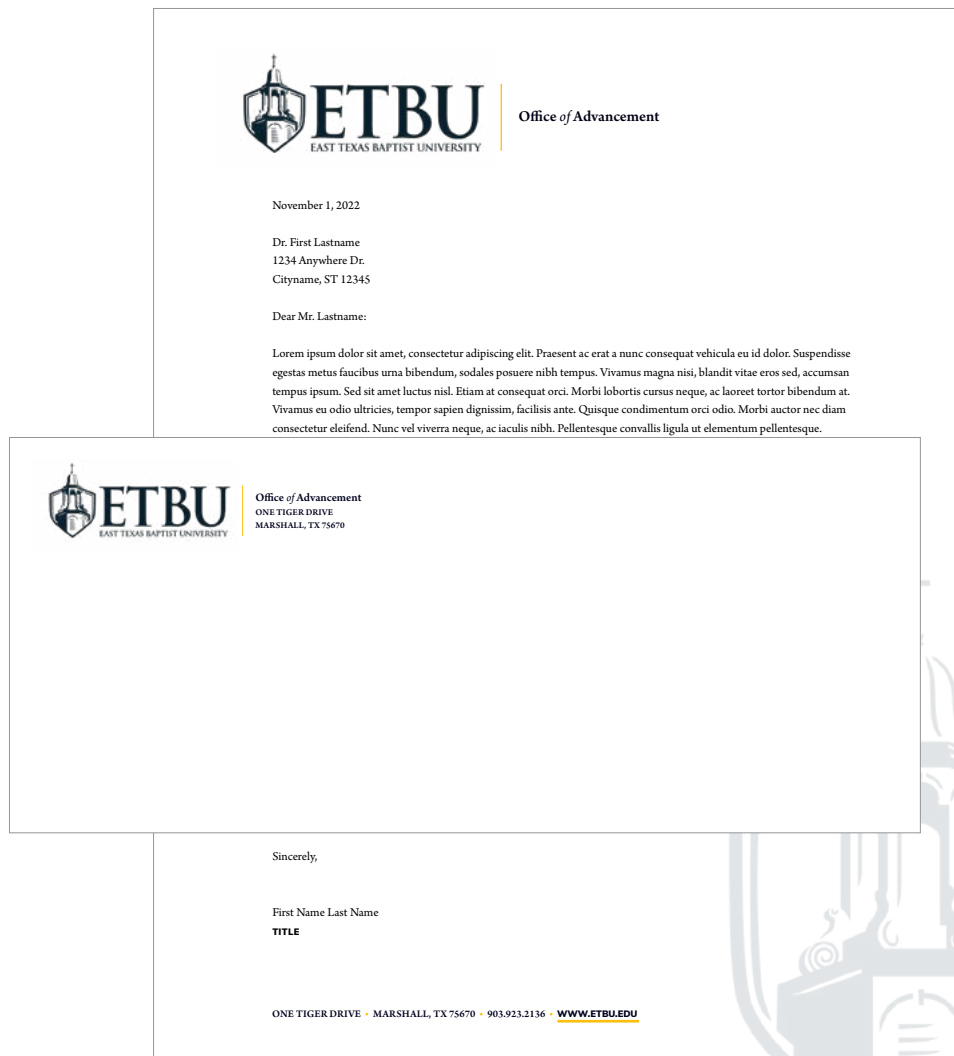 ETBU
EAST TEXAS BAPTIST UNIVERSITY
Office of Advancement
November 1, 2022
Dr. First Lastname
1234 Anywhere Dr.
Cityname, ST 12345
Dear Mr. Lastname:
Lorem ipsum dolor sit amet, consectetur adipiscing elit. Praesent ac erat a nunc consequat vehicula eu id dolor. Suspendisse
egestas metus faucibus urna bibendum, sodales posuere nibh tempus. Vivamus magna nisi, blandit vitae eros sed, accumsan
tempus ipsum. Sed sit amet luctus nisl. Etiam at consequat orci. Morbi lobortis cursus neque, ac laoreet tortor bibendum at.
Vivamus eu odio ultricies, tempor sapien dignissim, facilisis ante. Quisque condimentum orci odio. Morbi auctor nec diam
consectetur eleifend. Nunc vel viverra neque, ac iaculis nibh. Pellentesque convallis ligula ut elementum pellentesque.
ETBU
EAST TEXAS BAPTIST UNIVERSITY
Office of Advancement
ONE TIGER DRIVE
MARSHALL, TX 75670
Sincerely,
First Name Last Name
TITLE
ONE TIGER DRIVE • MARSHALL, TX 75670 • 903.923.2136 • WWW.ETBU.EDU